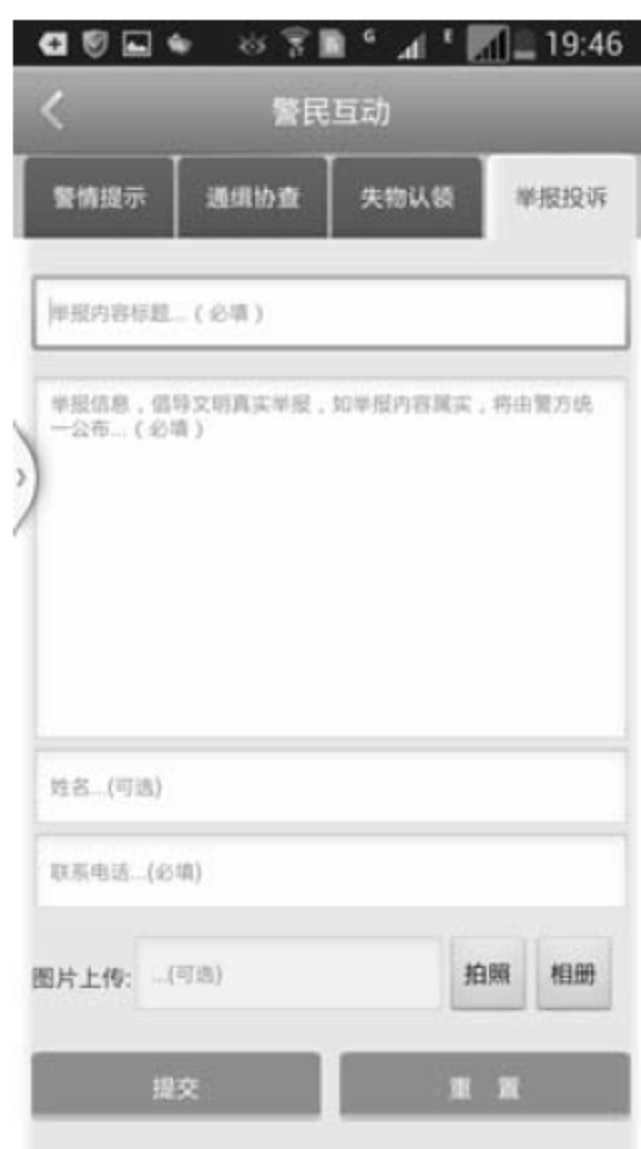 G E 19:46
警民互动
警情提示 通缉协查 失物认领 举报投诉
举报内容标题...（必填）
举报信息，倡导文明真实举报，如举报内容属实，将由警方统
一公布...（必填）
姓名...(可选)
联系电话...(必填)
图片上传: ...(可选) 拍照 相册
提交 重 置